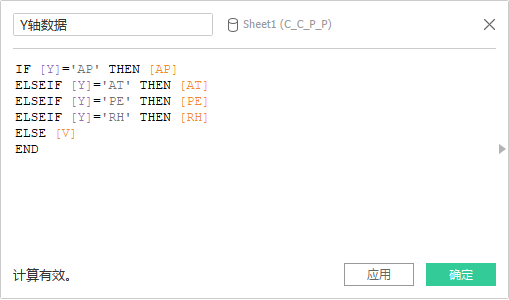 Y轴数据
Sheet1 (C_C_P_P)
IF [Y]='AP' THEN [AP]
ELSEIF [Y]='AT' THEN [AT]
ELSEIF [Y]='PE' THEN [PE]
ELSEIF [Y]='RH' THEN [RH]
ELSE [V]
END
计算有效。
应用
确定